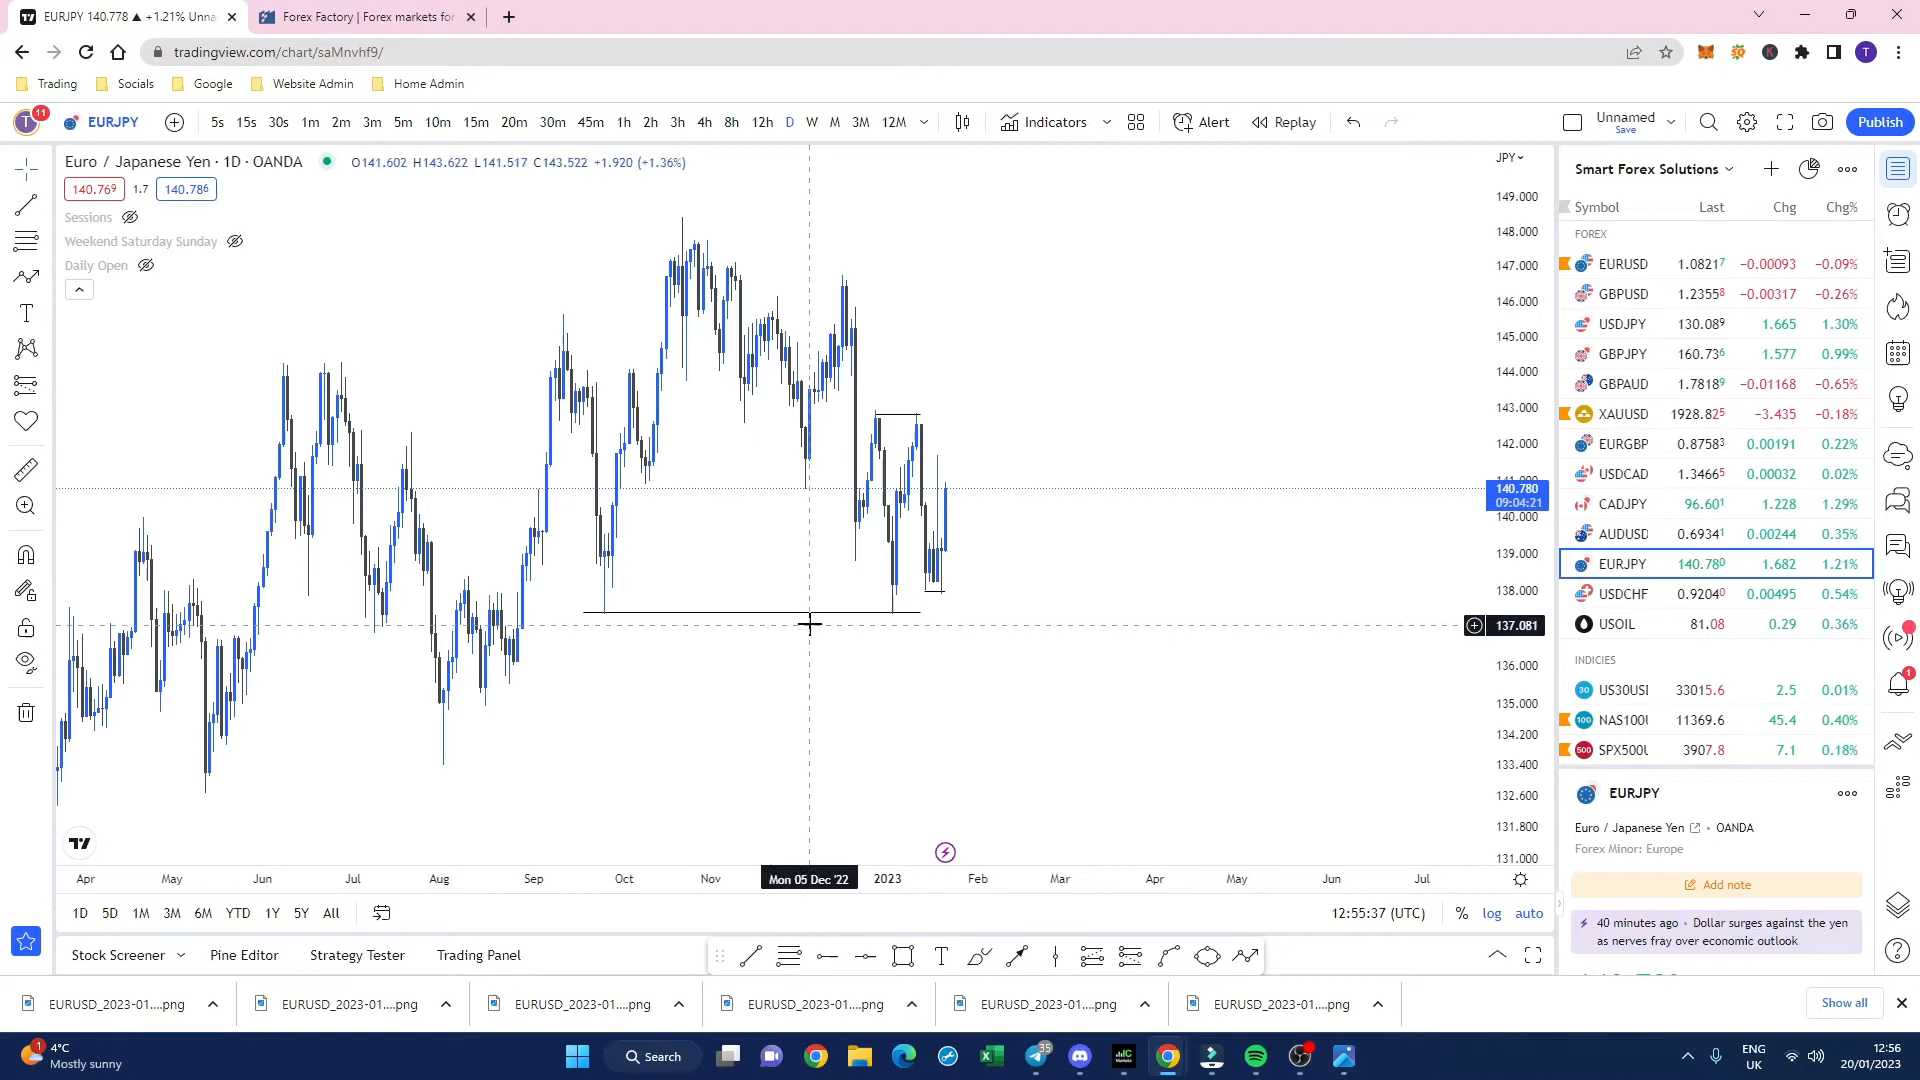 EURJPY 140.778 ▲ +1.21% Unna
Forex Factory | Forex markets for
tradingview.com/chart/saMnvhf9/
Trading
Socials
Google
Website Admin
Home Admin
T
11
EURJPY
5s 15s 30s 1m 2m 3m 5m 10m 15m 20m 30m 45m 1h 2h 3h 4h 8h 12h D W M 3M 12M
Indicators
Alert
Replay
Unnamed
Save
Publish
Euro / Japanese Yen · 1D · OANDA
O141.602 H143.622 L141.517 C143.522 +1.920 (+1.36%)
JPY
140.769 1.7 140.786
Sessions
Weekend Saturday Sunday
Daily Open
149.000
148.000
147.000
146.000
145.000
144.000
143.000
142.000
141.000
140.780
09:04:21
140.000
139.000
138.000
137.081
136.000
135.000
134.200
133.400
132.600
131.800
131.000
Apr May Jun Jul Aug Sep Oct Nov Mon 05 Dec '22 2023 Feb Mar Apr May Jun Jul
1D 5D 1M 3M 6M YTD 1Y 5Y All
12:55:37 (UTC) % log auto
Stock Screener Pine Editor Strategy Tester Trading Panel
Smart Forex Solutions
Symbol Last Chg Chg%
FOREX
EURUSD 1.08217 −0.00093 −0.09%
GBPUSD 1.23558 −0.00317 −0.26%
USDJPY 130.089 1.665 1.30%
GBPJPY 160.736 1.577 0.99%
GBPAUD 1.78189 −0.01168 −0.65%
XAUUSD 1928.825 −3.435 −0.18%
EURGBP 0.87583 0.00191 0.22%
USDCAD 1.34665 0.00032 0.02%
CADJPY 96.601 1.228 1.29%
AUDUSD 0.69341 0.00244 0.35%
EURJPY 140.780 1.682 1.21%
USDCHF 0.92040 0.00495 0.54%
USOIL 81.08 0.29 0.36%
INDICIES
30 US30USI 33015.6 2.5 0.01%
100 NAS100U 11369.6 45.4 0.40%
500 SPX500U 3907.8 7.1 0.18%
EURJPY
Euro / Japanese Yen • OANDA
Forex Minor: Europe
Add note
40 minutes ago • Dollar surges against the yen
as nerves fray over economic outlook
EURUSD_2023-01....png
EURUSD_2023-01....png
EURUSD_2023-01....png
EURUSD_2023-01....png
EURUSD_2023-01....png
EURUSD_2023-01....png
Show all
1
4°C
Mostly sunny
Search
35
ENG
UK
12:56
20/01/2023